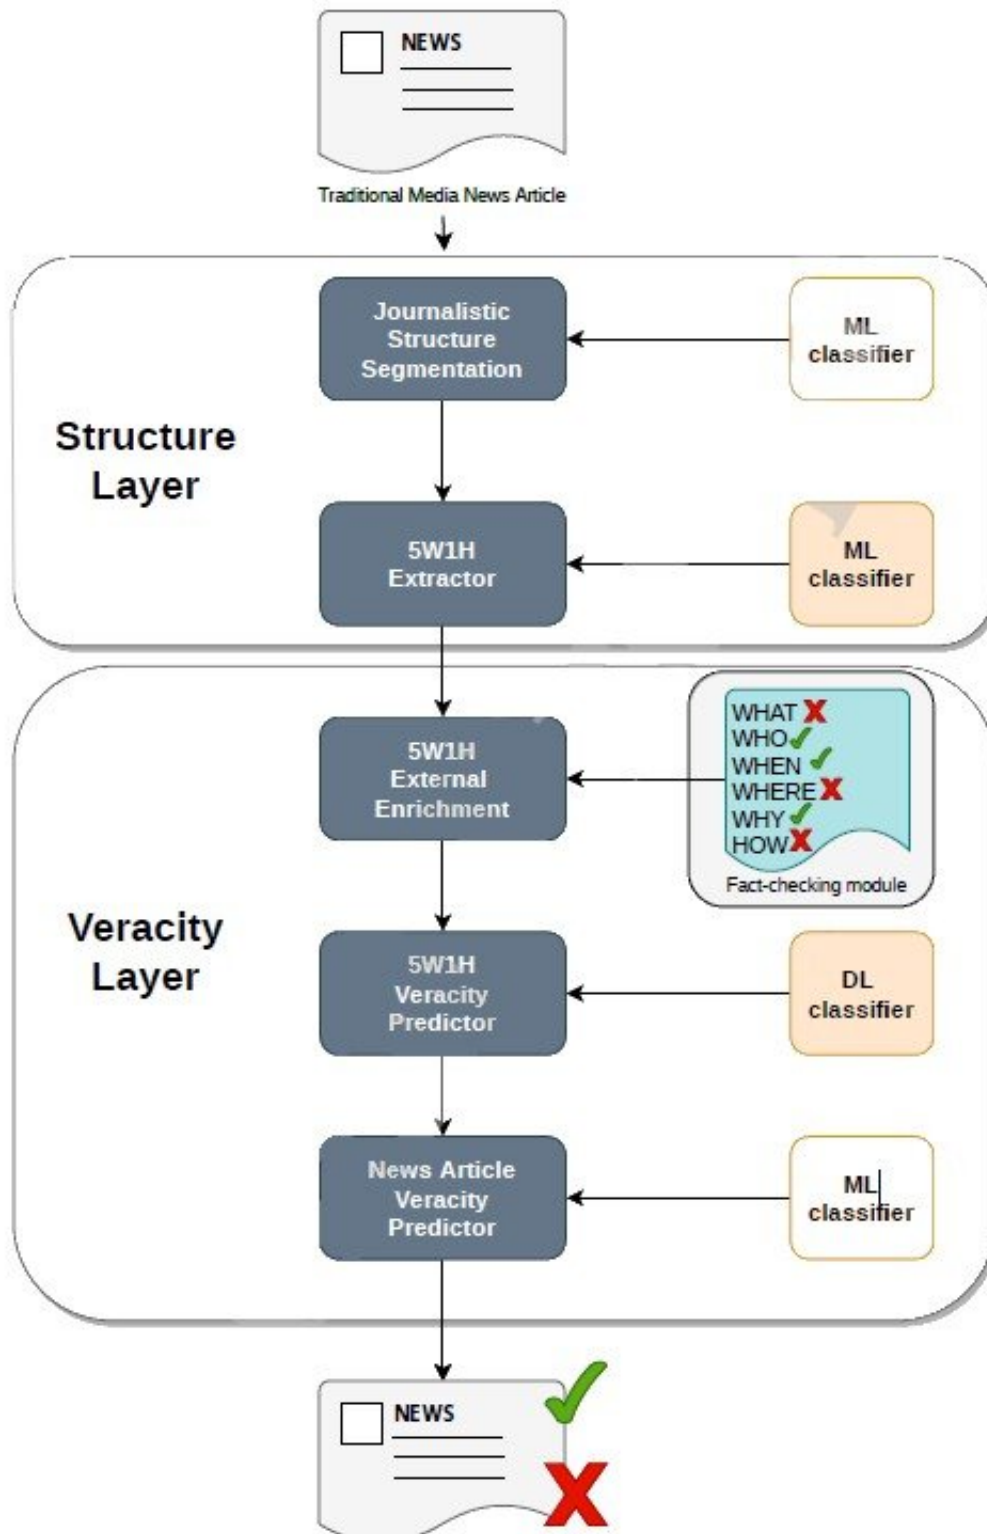 NEWS
Traditional Media News Article
Journalistic
Structure
Segmentation
ML
classifier
Structure
Layer
5W1H
Extractor
ML
classifier
5W1H
External
Enrichment
WHAT
WHO
WHEN
WHERE
WHY
HOW
Fact-checking module
Veracity
Layer
5W1H
Veracity
Predictor
DL
classifier
News Article
Veracity
Predictor
ML
classifier
NEWS